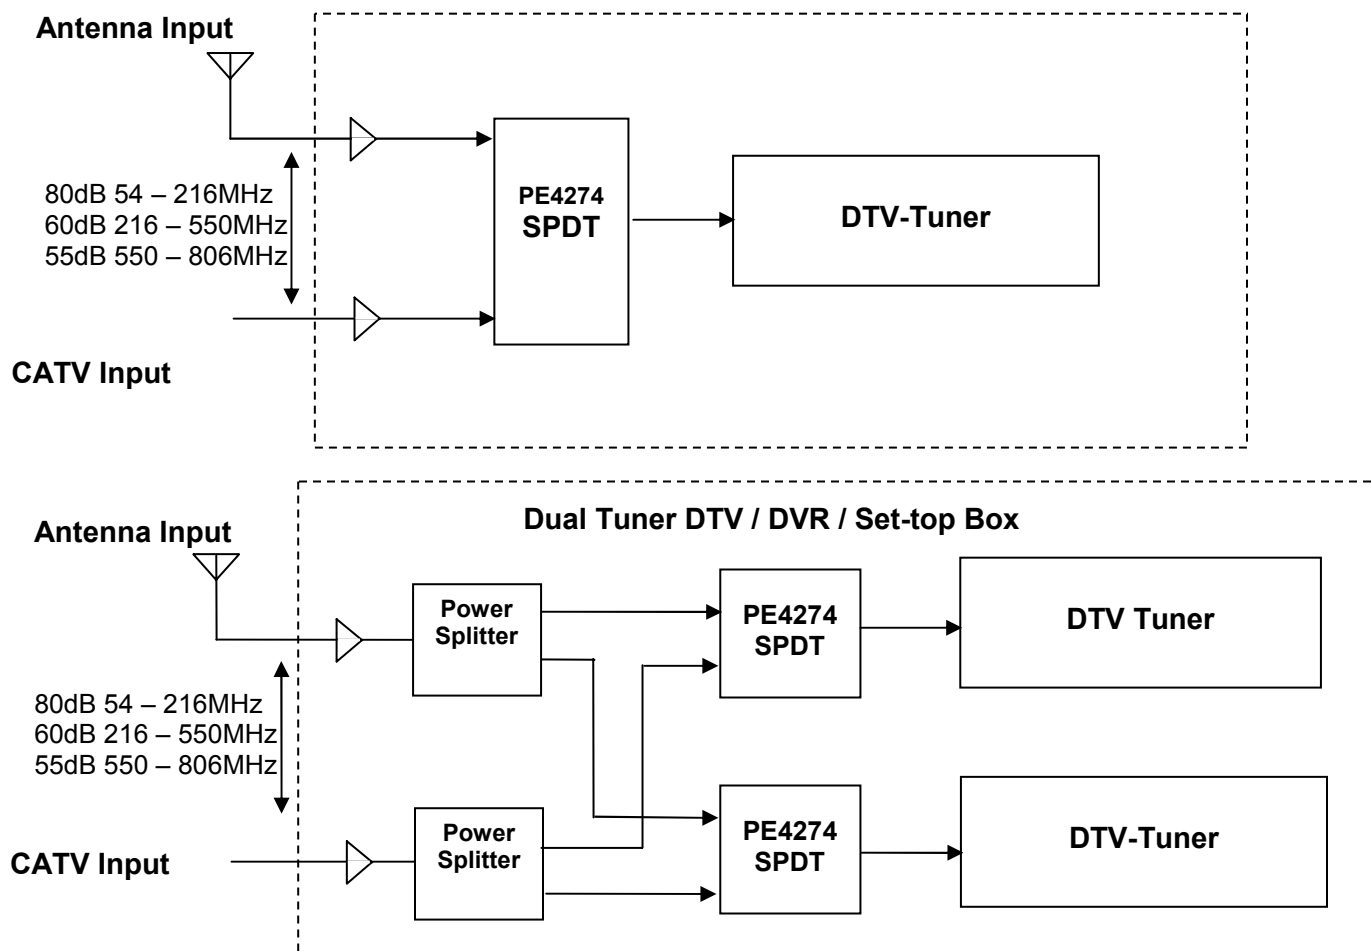 Antenna Input
80dB 54 – 216MHz
60dB 216 – 550MHz
55dB 550 – 806MHz
CATV Input
PE4274
SPDT
DTV-Tuner
Dual Tuner DTV / DVR / Set-top Box
Antenna Input
80dB 54 – 216MHz
60dB 216 – 550MHz
55dB 550 – 806MHz
CATV Input
Power
Splitter
PE4274
SPDT
DTV Tuner
Power
Splitter
PE4274
SPDT
DTV-Tuner